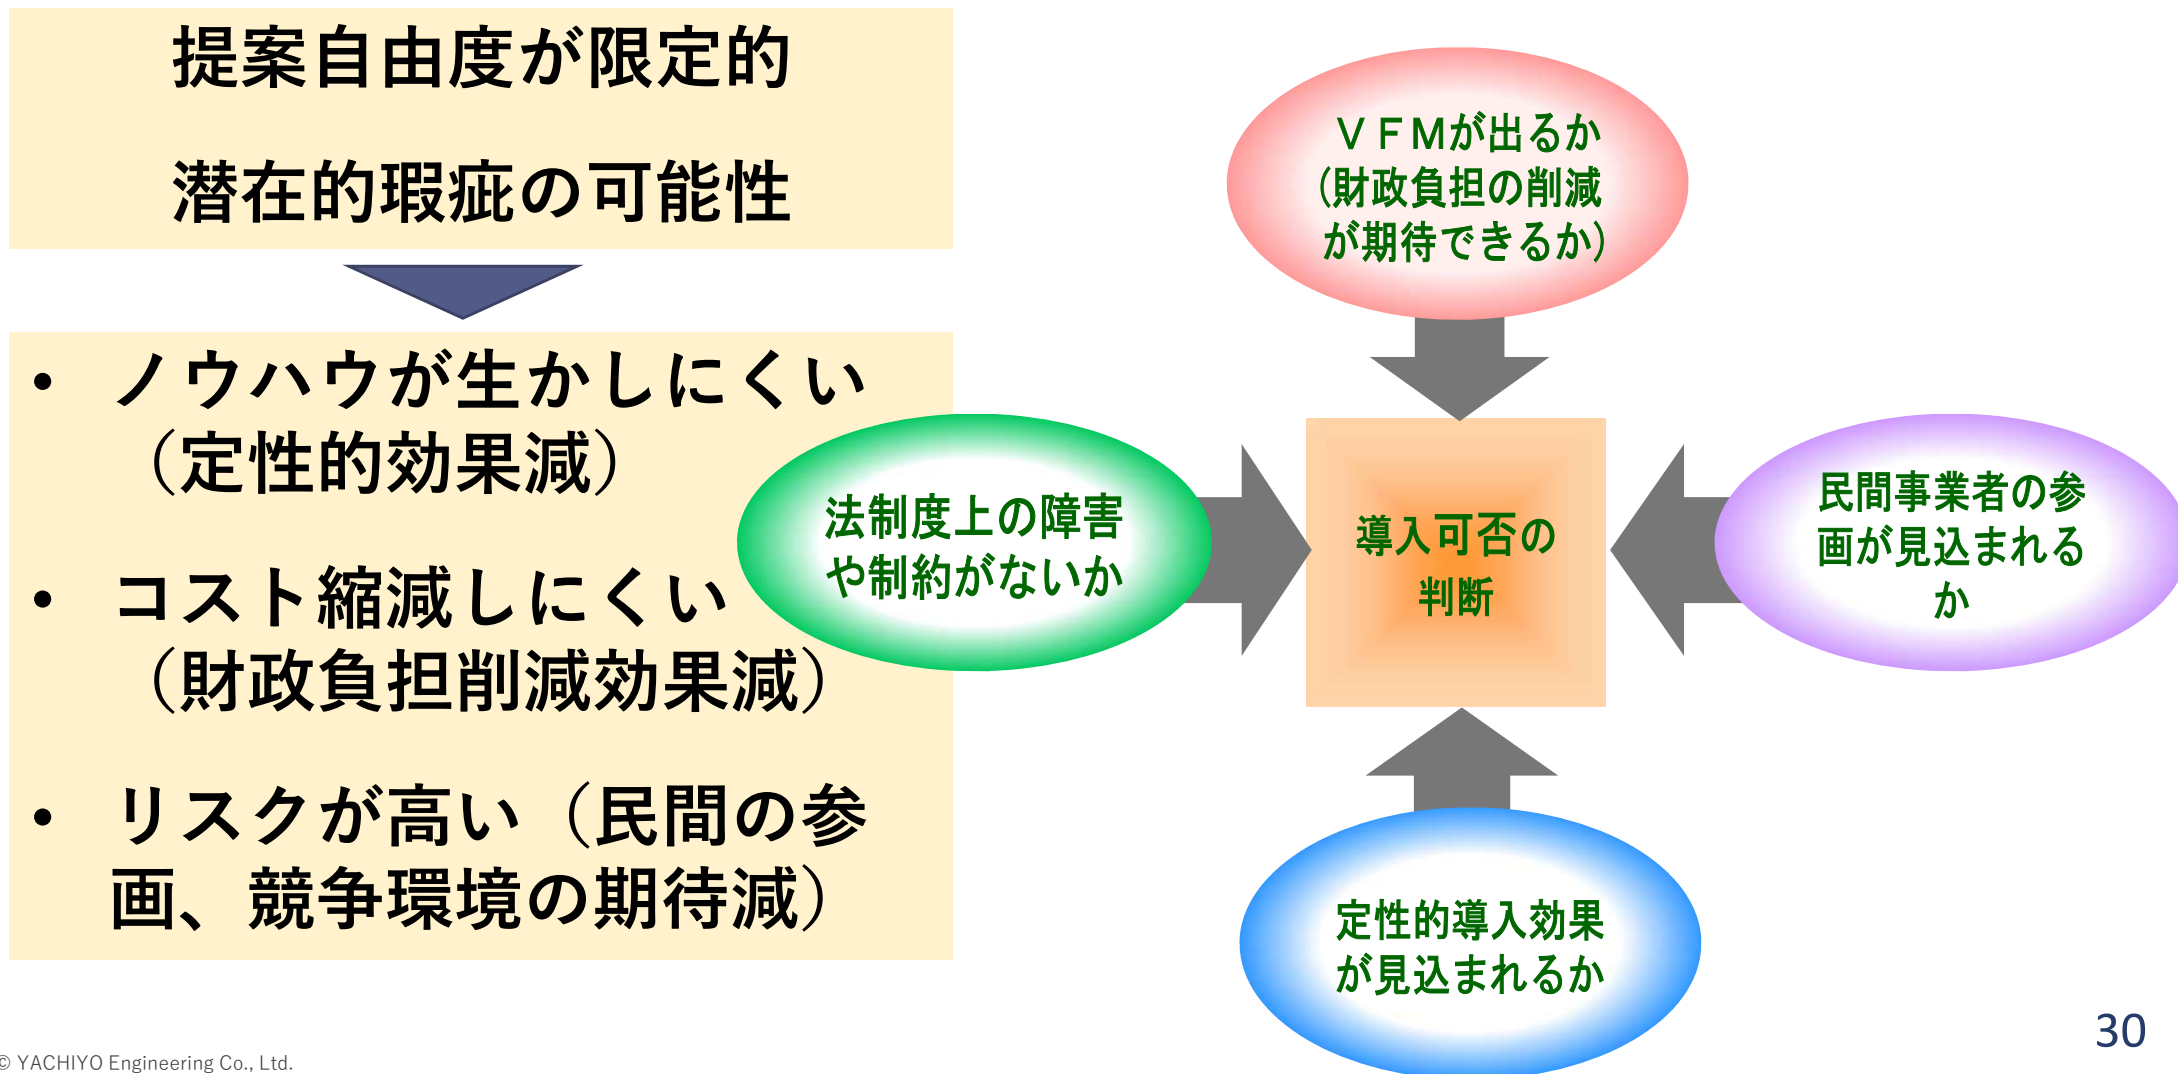 提案自由度が限定的
潜在的瑕疵の可能性
• ノウハウが生かしにくい
（定性的効果減）
• コスト縮減しにくい
（財政負担削減効果減）
• リスクが高い（民間の参
画、競争環境の期待減）
ＶＦＭが出るか
（財政負担の削減
が期待できるか）
法制度上の障害
や制約がないか
導入可否の
判断
民間事業者の参
画が見込まれる
か
定性的導入効果
が見込まれるか
30
© YACHIYO Engineering Co., Ltd.